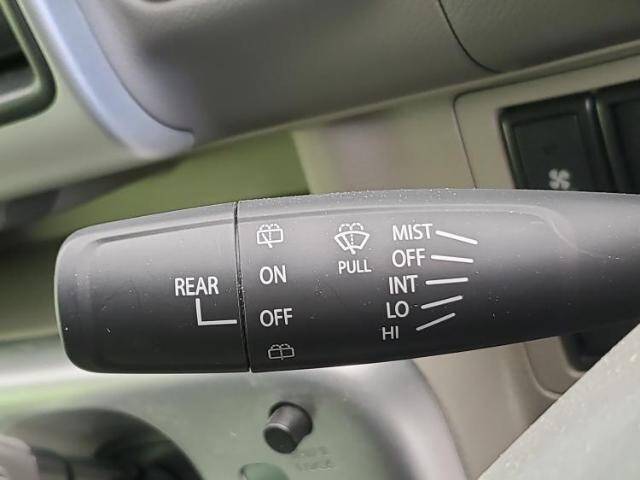 REAR
ON
OFF
PULL
MIST
OFF
INT
LO
HI